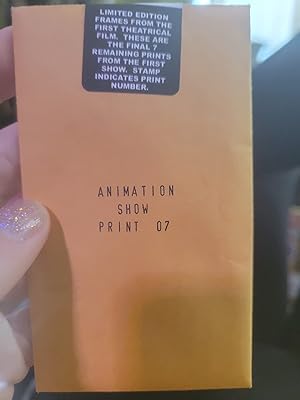 LIMITED EDITION
FRAMES FROM THE
FIRST THEATRICAL
FILM. THESE ARE
THE FINAL 7
REMAINING PRINTS
FROM THE FIRST
SHOW. STAMP
INDICATES PRINT
NUMBER.
ANIMATION
SHOW
PRINT 07